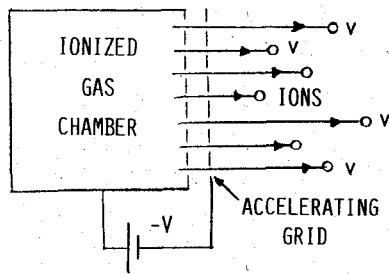 IONIZED
GAS
CHAMBER
V
V
IONS
V
V
-V
ACCELERATING
GRID